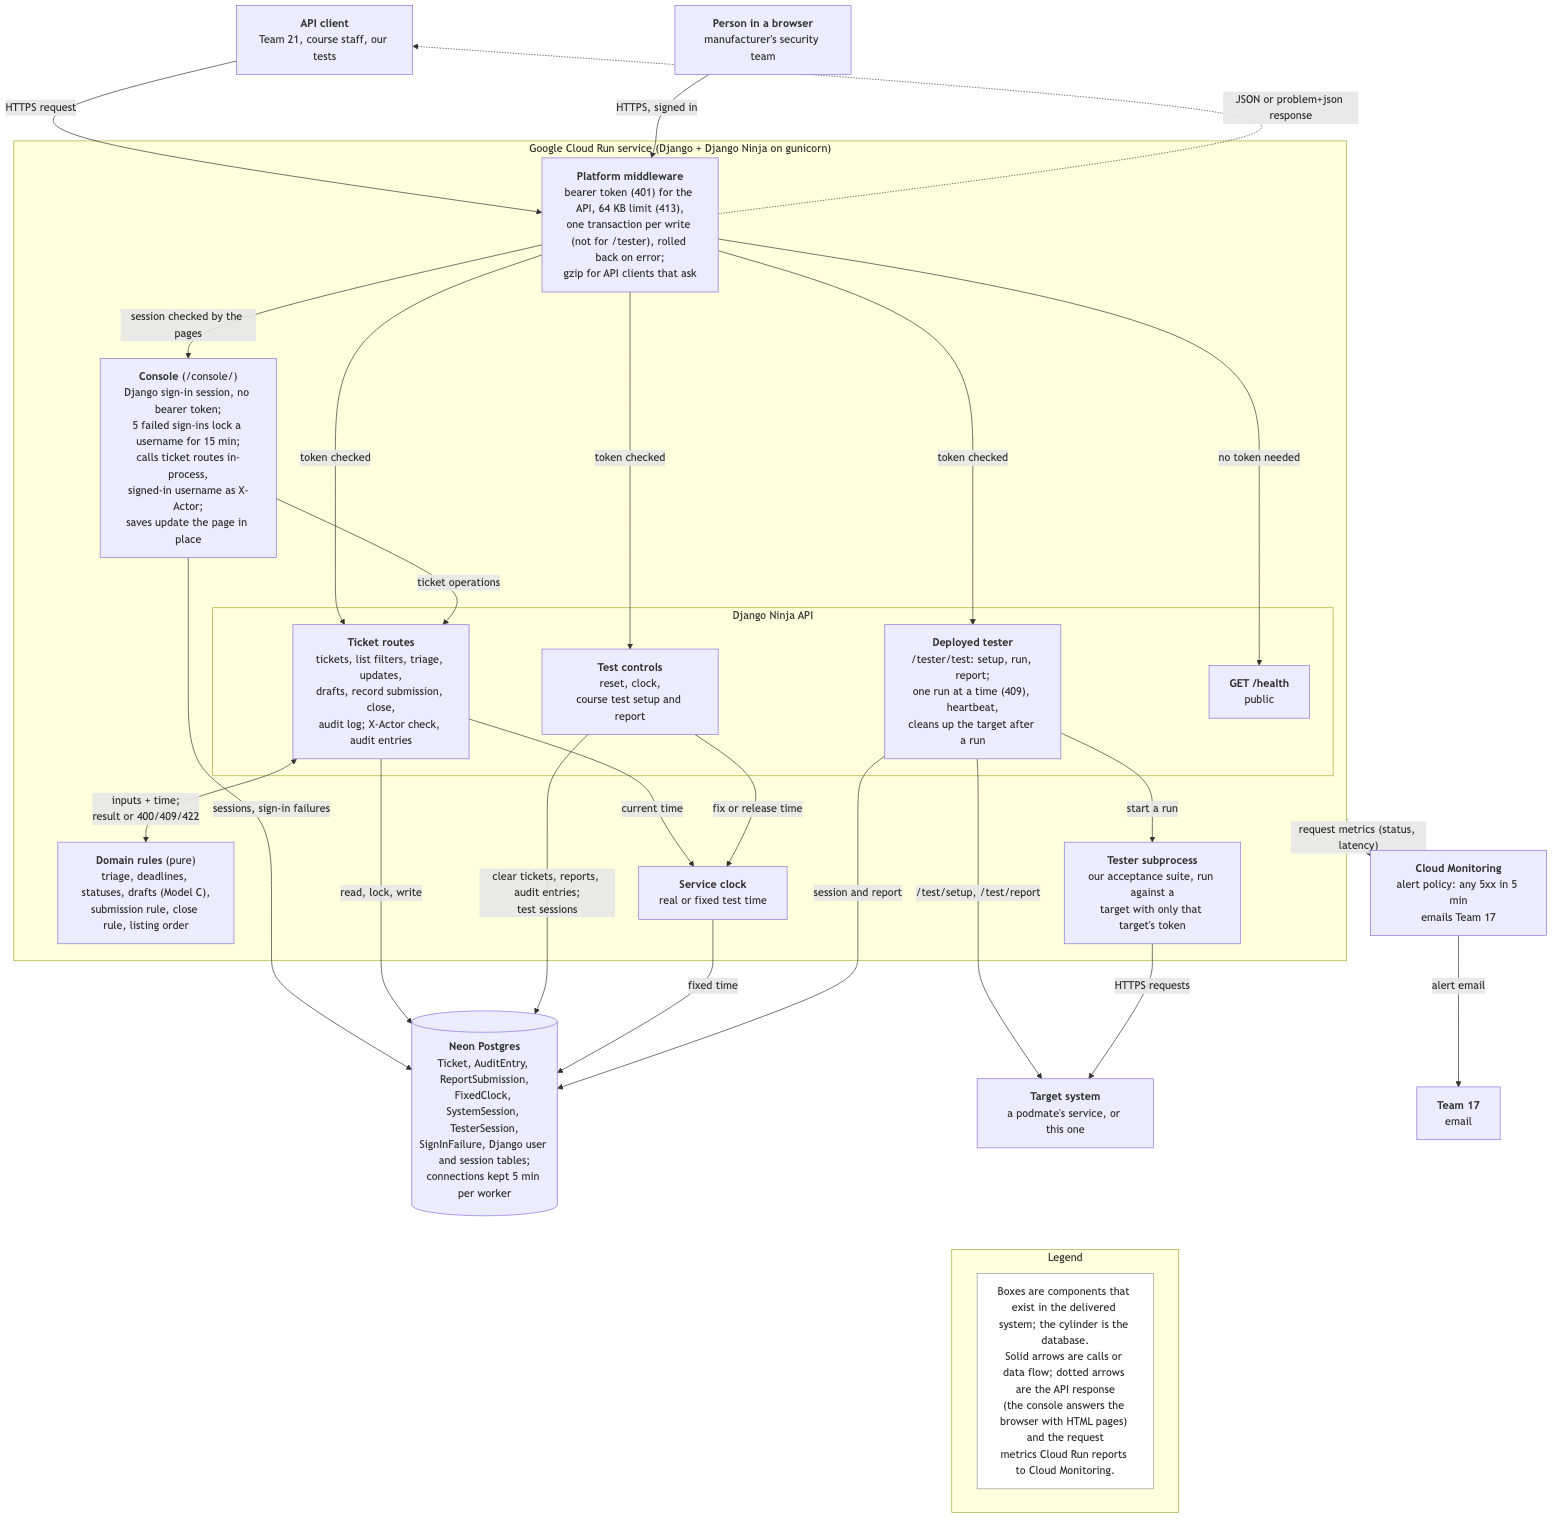 API client
Team 21, course staff, our
tests
Person in a browser
manufacturer's security
team
HTTPS request
HTTPS, signed in
JSON or problem+json
response
Google Cloud Run service (Django + Django Ninja on gunicorn)
Platform middleware
bearer token (401) for the
API, 64 KB limit (413),
one transaction per write
(not for /tester), rolled
back on error;
gzip for API clients that ask
session checked by the
pages
Console (/console/)
Django sign-in session, no
bearer token;
5 failed sign-ins lock a
username for 15 min;
calls ticket routes in-
process,
signed-in username as X-
Actor;
saves update the page in
place
token checked
token checked
token checked
no token needed
ticket operations
Django Ninja API
Ticket routes
tickets, list filters, triage,
updates,
drafts, record submission,
close,
audit log; X-Actor check,
audit entries
Test controls
reset, clock,
course test setup and
report
Deployed tester
/tester/test: setup, run,
report;
one run at a time (409),
heartbeat,
cleans up the target after
a run
GET /health
public
inputs + time;
result or 400/409/422
sessions, sign-in failures
current time
fix or release time
start a run
request metrics (status,
latency)
Domain rules (pure)
triage, deadlines,
statuses, drafts (Model C),
submission rule, close
rule, listing order
read, lock, write
clear tickets, reports,
audit entries;
test sessions
Service clock
real or fixed test time
session and report
/test/setup, /test/report
Tester subprocess
our acceptance suite, run
against a
target with only that
target's token
Cloud Monitoring
alert policy: any 5xx in 5
min
emails Team 17
fixed time
HTTPS requests
alert email
Neon Postgres
Ticket, AuditEntry,
ReportSubmission,
FixedClock,
SystemSession,
TesterSession,
SignInFailure, Django user
and session tables;
connections kept 5 min
per worker
Target system
a podmate's service, or
this one
Team 17
email
Legend
Boxes are components that
exist in the delivered
system; the cylinder is the
database.
Solid arrows are calls or
data flow; dotted arrows
are the API response
(the console answers the
browser with HTML pages)
and the request
metrics Cloud Run reports
to Cloud Monitoring.